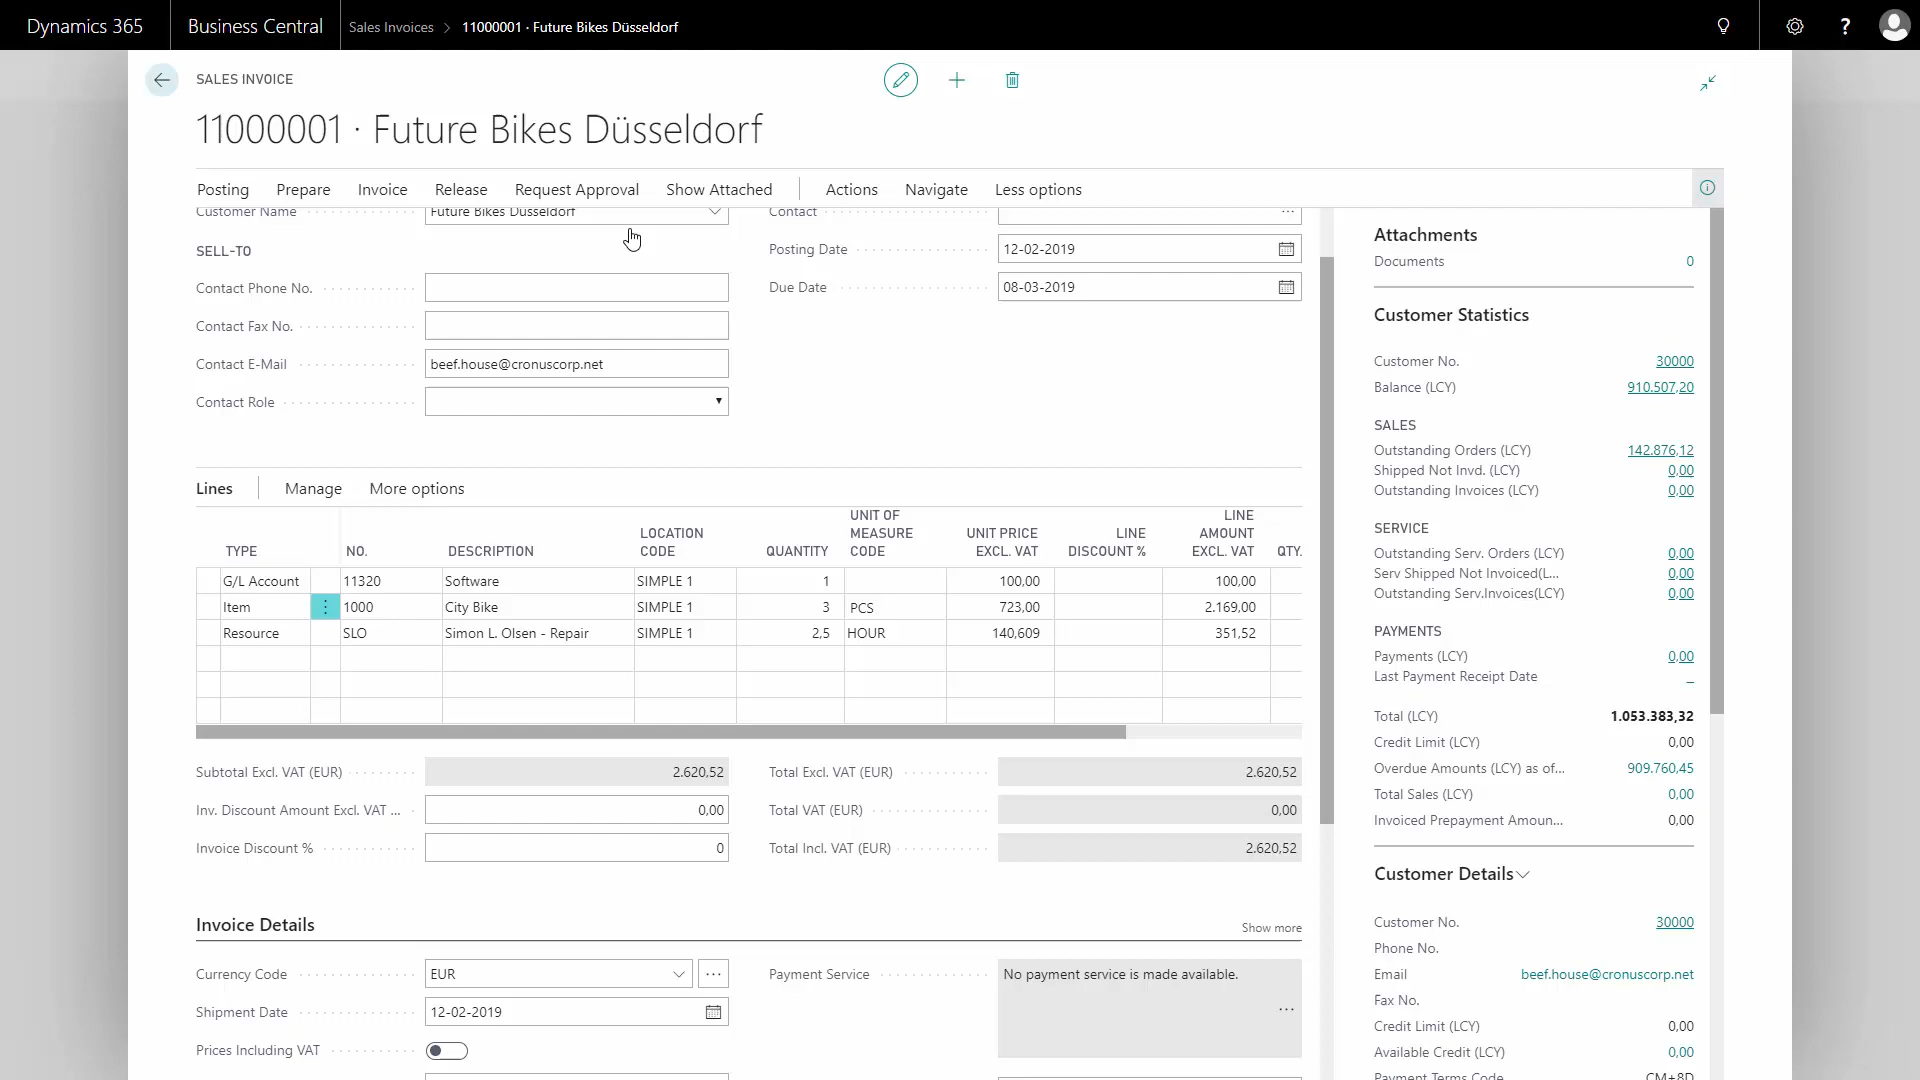 Dynamics 365
Business Central
Sales Invoices > 11000001 · Future Bikes Düsseldorf
?
SALES INVOICE
11000001 · Future Bikes Düsseldorf
Posting Prepare Invoice Release Request Approval Show Attached Actions Navigate Less options
Customer Name Future Bikes Düsseldorf
Contact
SELL-TO
Posting Date 12-02-2019
Contact Phone No.
Due Date 08-03-2019
Contact Fax No.
Contact E-Mail beef.house@cronuscorp.net
Contact Role
Lines Manage More options
TYPE NO. DESCRIPTION LOCATION CODE QUANTITY UNIT OF MEASURE CODE UNIT PRICE EXCL. VAT LINE DISCOUNT % LINE AMOUNT EXCL. VAT QTY.
G/L Account 11320 Software SIMPLE 1 1 100,00 100,00
Item 1000 City Bike SIMPLE 1 3 PCS 723,00 2.169,00
Resource SLO Simon L. Olsen - Repair SIMPLE 1 2,5 HOUR 140,609 351,52
Subtotal Excl. VAT (EUR) 2.620,52
Total Excl. VAT (EUR) 2.620,52
Inv. Discount Amount Excl. VAT ... 0,00
Total VAT (EUR) 0,00
Invoice Discount % 0
Total Incl. VAT (EUR) 2.620,52
Invoice Details
Show more
Currency Code EUR
Payment Service No payment service is made available.
Shipment Date 12-02-2019
Prices Including VAT
Attachments
Documents 0
Customer Statistics
Customer No. 30000
Balance (LCY) 910.507,20
SALES
Outstanding Orders (LCY) 142.876,12
Shipped Not Invd. (LCY) 0,00
Outstanding Invoices (LCY) 0,00
SERVICE
Outstanding Serv. Orders (LCY) 0,00
Serv Shipped Not Invoiced(L... 0,00
Outstanding Serv.Invoices(LCY) 0,00
PAYMENTS
Payments (LCY) 0,00
Last Payment Receipt Date _
Total (LCY) 1.053.383,32
Credit Limit (LCY) 0,00
Overdue Amounts (LCY) as of... 909.760,45
Total Sales (LCY) 0,00
Invoiced Prepayment Amoun... 0,00
Customer Details
Customer No. 30000
Phone No.
Email beef.house@cronuscorp.net
Fax No.
Credit Limit (LCY) 0,00
Available Credit (LCY) 0,00
Payment Terms Code CM+8D